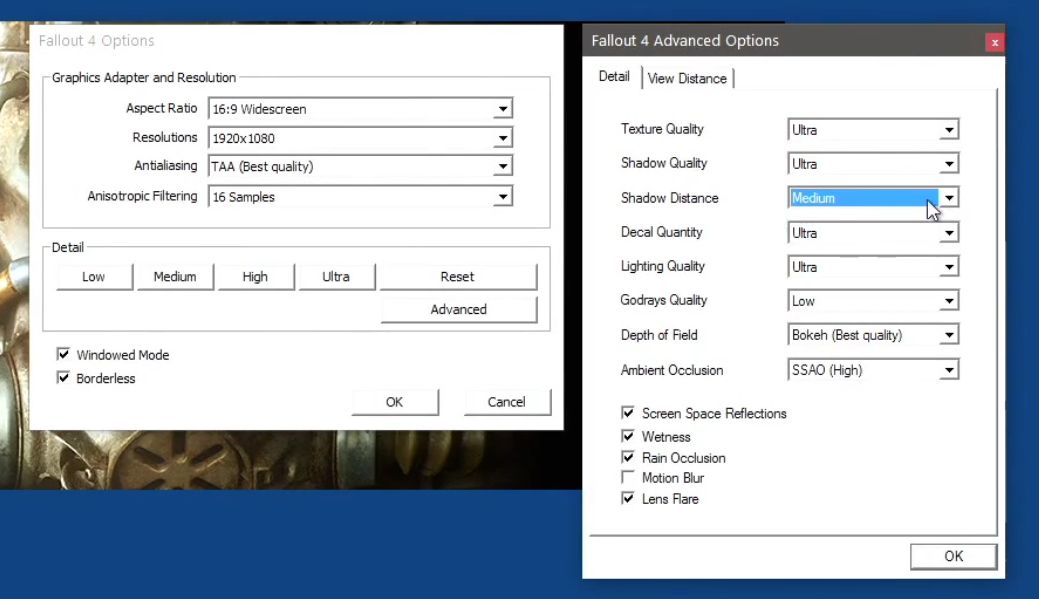 Fallout 4 Options
Graphics Adapter and Resolution
Aspect Ratio 16:9 Widescreen
Resolutions 1920x1080
Antialiasing TAA (Best quality)
Anisotropic Filtering 16 Samples
Detail
Low Medium High Ultra Reset
Advanced
Windowed Mode
Borderless
OK Cancel
Fallout 4 Advanced Options x
Detail View Distance
Texture Quality Ultra
Shadow Quality Ultra
Shadow Distance Medium
Decal Quantity Ultra
Lighting Quality Ultra
Godrays Quality Low
Depth of Field Bokeh (Best quality)
Ambient Occlusion SSAO (High)
Screen Space Reflections
Wetness
Rain Occlusion
Motion Blur
Lens Flare
OK